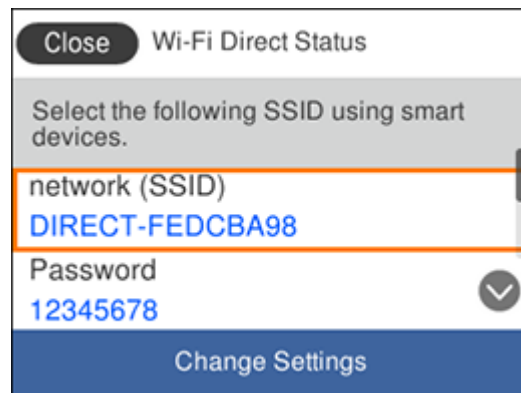 Close Wi-Fi Direct Status
Select the following SSID using smart
devices.
network (SSID)
DIRECT-FEDCBA98
Password
12345678
Change Settings